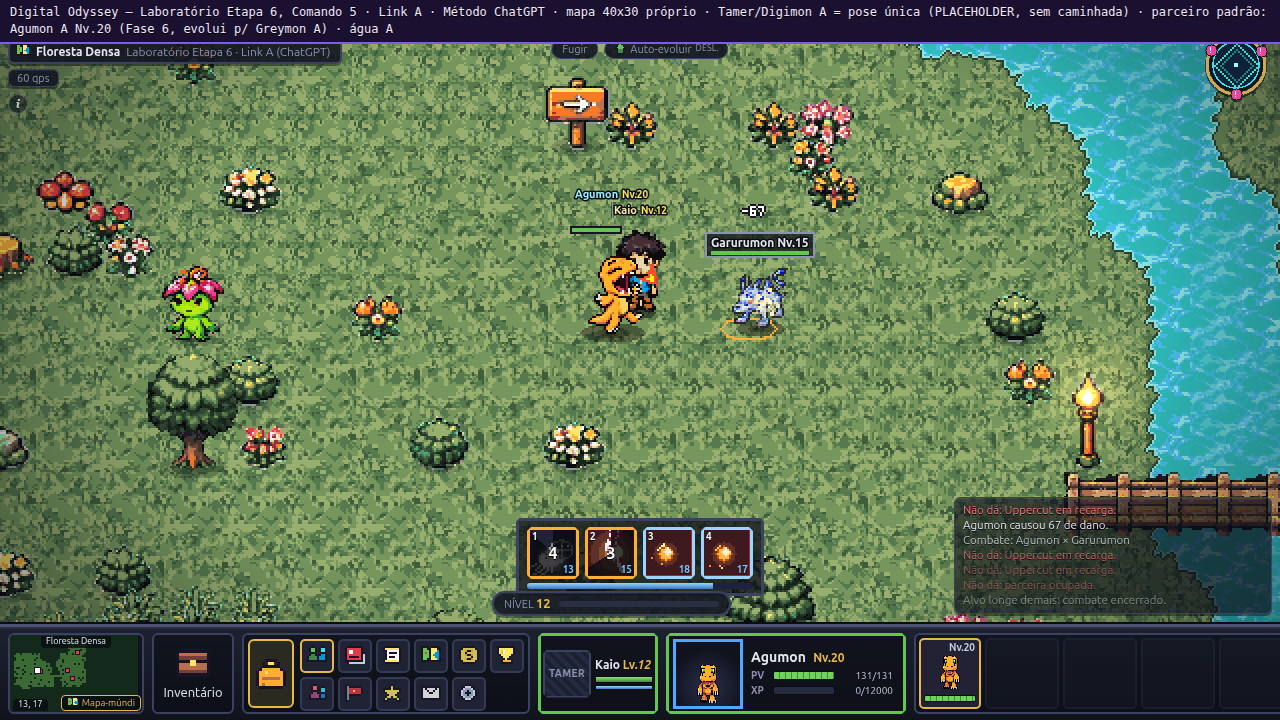 Digital Odyssey — Laboratório Etapa 6, Comando 5 · Link A · Método ChatGPT · mapa 40x30 próprio · Tamer/Digimon A = pose única (PLACEHOLDER, sem caminhada) · parceiro padrão:
Agumon A Nv.20 (Fase 6, evolui p/ Greymon A) · água A
Floresta Densa Laboratório Etapa 6 · Link A (ChatGPT)
Fugir
Auto-evoluir DESL.
60 qps
i
Agumon Nv.20
Kaio Nv.12
-67
Garurumon Nv.15
Não dá: Uppercut em recarga.
Agumon causou 67 de dano.
Combate: Agumon × Garurumon
Não dá: Uppercut em recarga.
Não dá: Uppercut em recarga.
Não dá: parceira ocupada.
Alvo longe demais: combate encerrado.
1 4 13
2 3 15
3 18
4 17
NÍVEL 12
Floresta Densa
13, 17
Mapa-múndi
Inventário
TAMER
Kaio Lv.12
Agumon Nv.20
PV 131/131
XP 0/12000
Nv.20